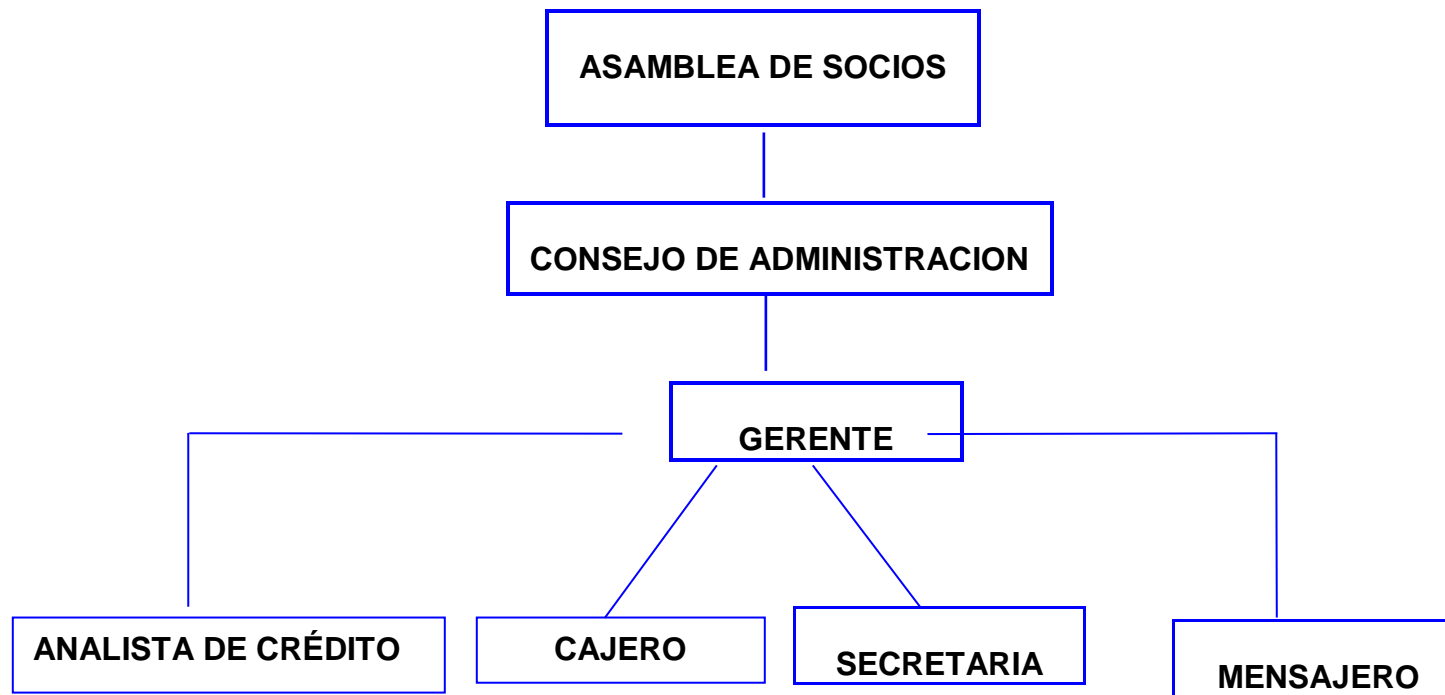 ASAMBLEA DE SOCIOS
CONSEJO DE ADMINISTRACION
GERENTE
ANALISTA DE CRÉDITO
CAJERO
SECRETARIA
MENSAJERO